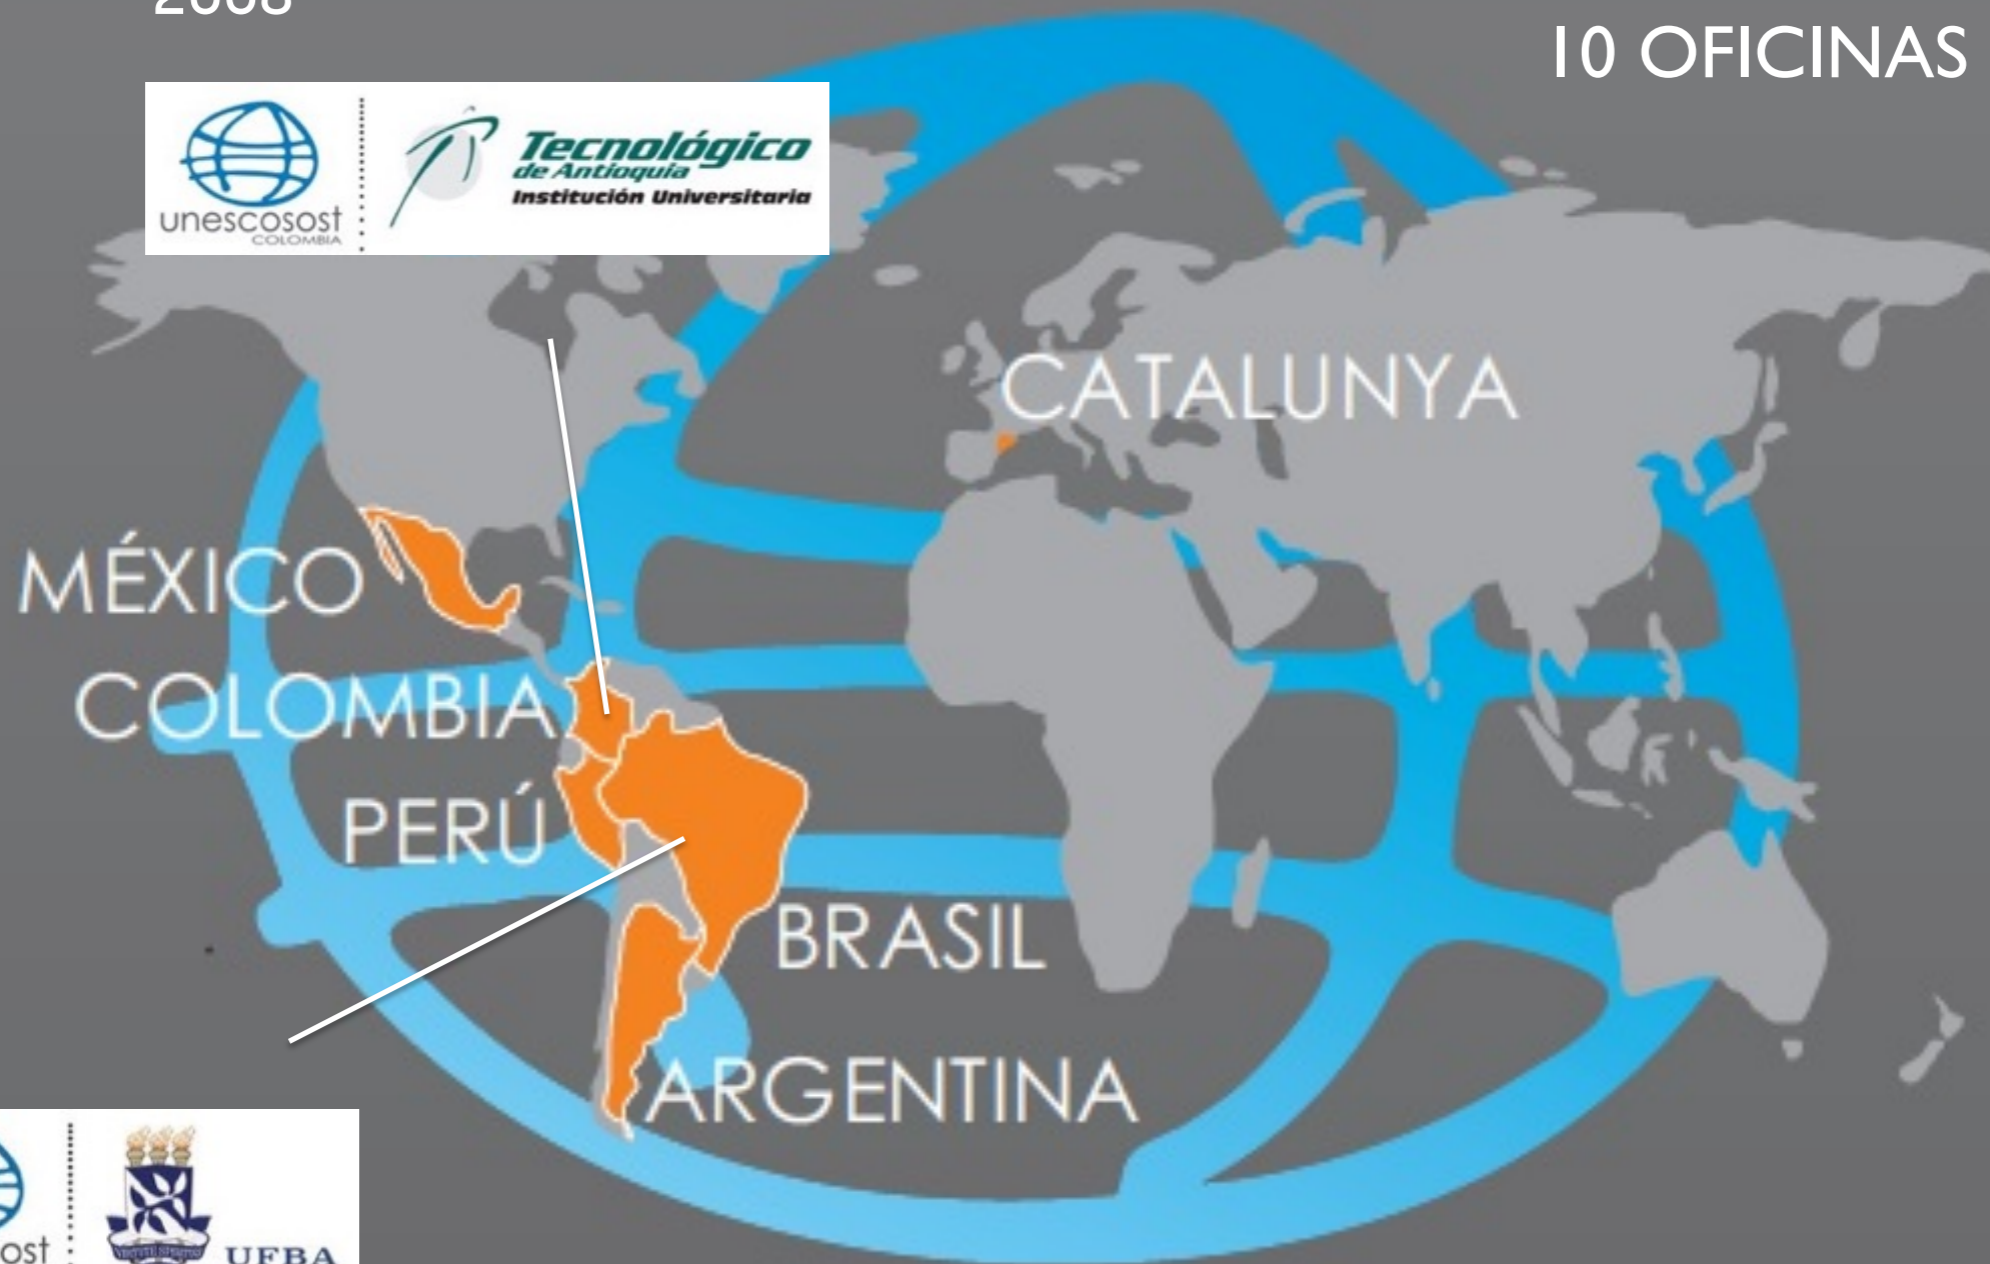 10 OFICINAS
unescosost
COLOMBIA
Tecnológico
de Antioquia
Institución Universitaria
CATALUNYA
MÉXICO
COLOMBIA
PERÚ
BRASIL
ARGENTINA
ost
UFBA